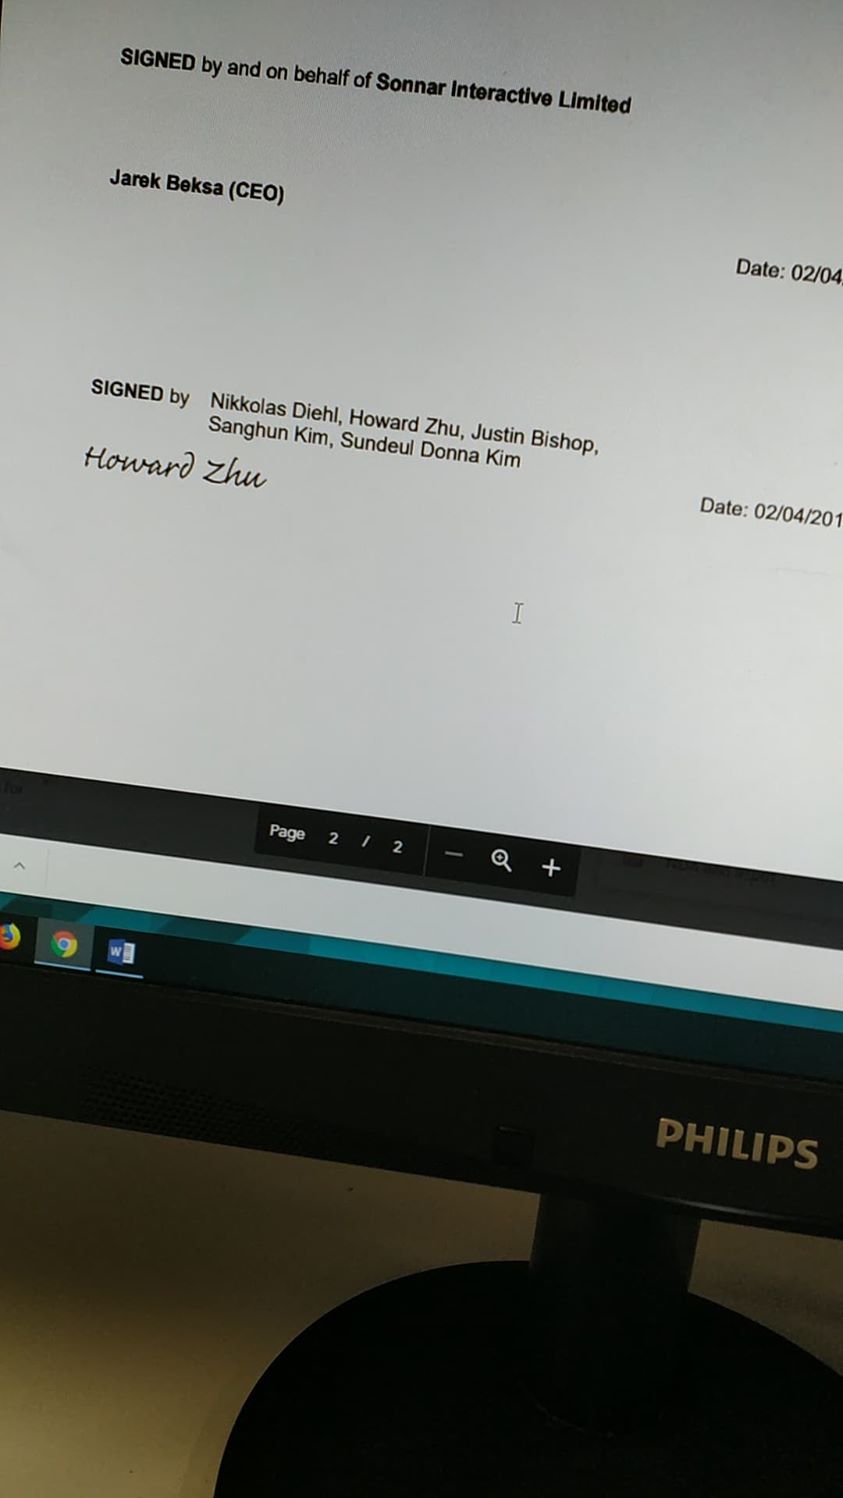 SIGNED by and on behalf of Sonnar Interactive Limited
Jarek Beksa (CEO)
Date: 02/04
SIGNED by Nikkolas Diehl, Howard Zhu, Justin Bishop,
Sanghun Kim, Sundeul Donna Kim
Howard Zhu
Date: 02/04/201
for
Page 2 / 2
W
PHILIPS